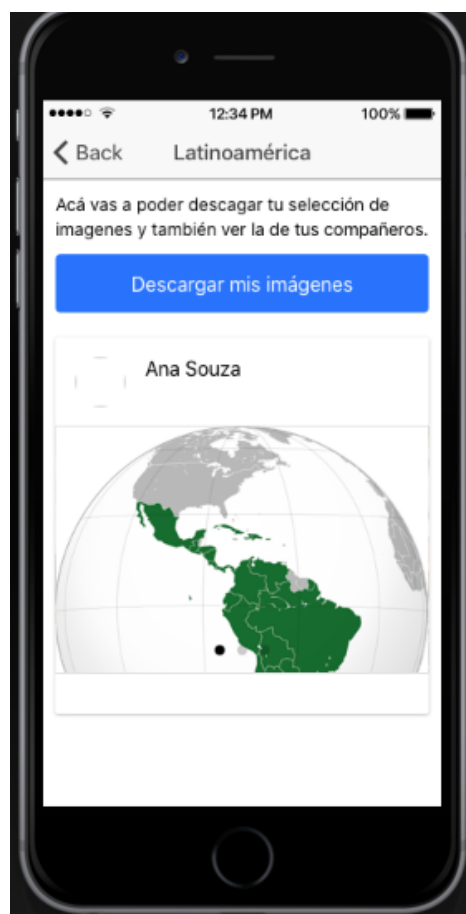 12:34 PM 100%
Back Latinoamérica
Acá vas a poder descagar tu selección de
imagenes y también ver la de tus compañeros.
Descargar mis imágenes
Ana Souza